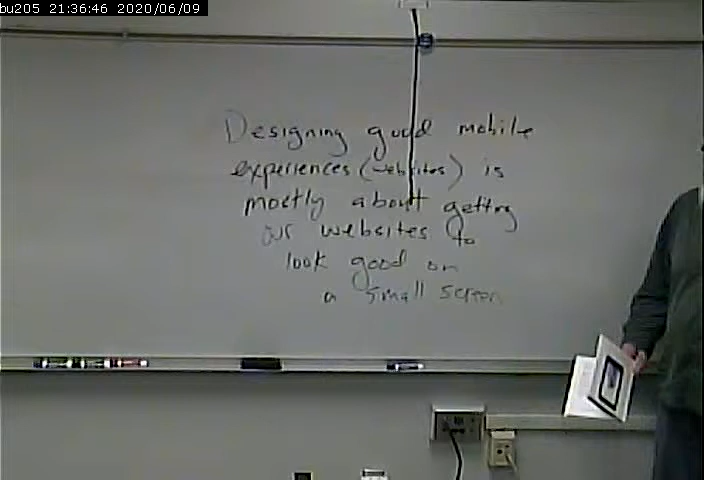 bu205 21:36:46 2020/06/09
Designing good mobile
experiences (websites) is
mostly about getting
our websites to
look good on
a small screen